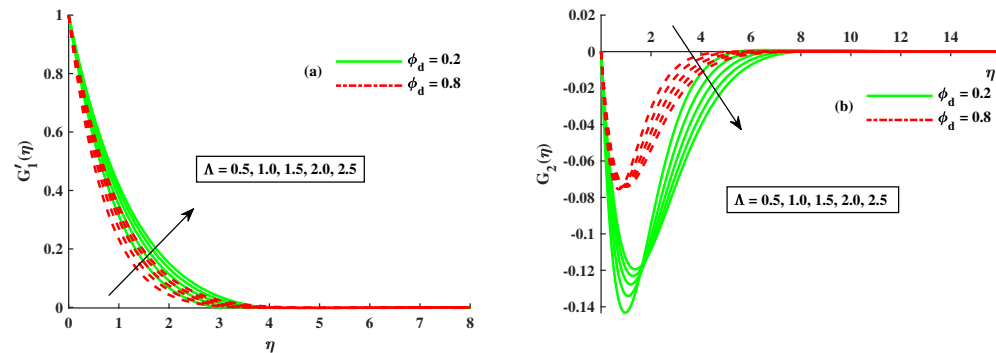 1
0.8
0.6
0.4
0.2
0
0 1 2 3 4 5 6 7 8
η
G′₁(η)
(a)
ϕd = 0.2
ϕd = 0.8
Λ = 0.5, 1.0, 1.5, 2.0, 2.5
0.02
0
-0.02
-0.04
-0.06
-0.08
-0.1
-0.12
-0.14
2 4 6 8 10 12 14
η
G₂(η)
(b)
ϕd = 0.2
ϕd = 0.8
Λ = 0.5, 1.0, 1.5, 2.0, 2.5